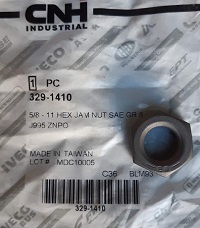 CNH
INDUSTRIAL
1 PC
329-1410
5/8 - 11 HEX JAM NUT SAE GR 5
J995 ZNPO
MADE IN TAIWAN
LOT# MDC10005
C36 BLM93
329-1410
IVECO